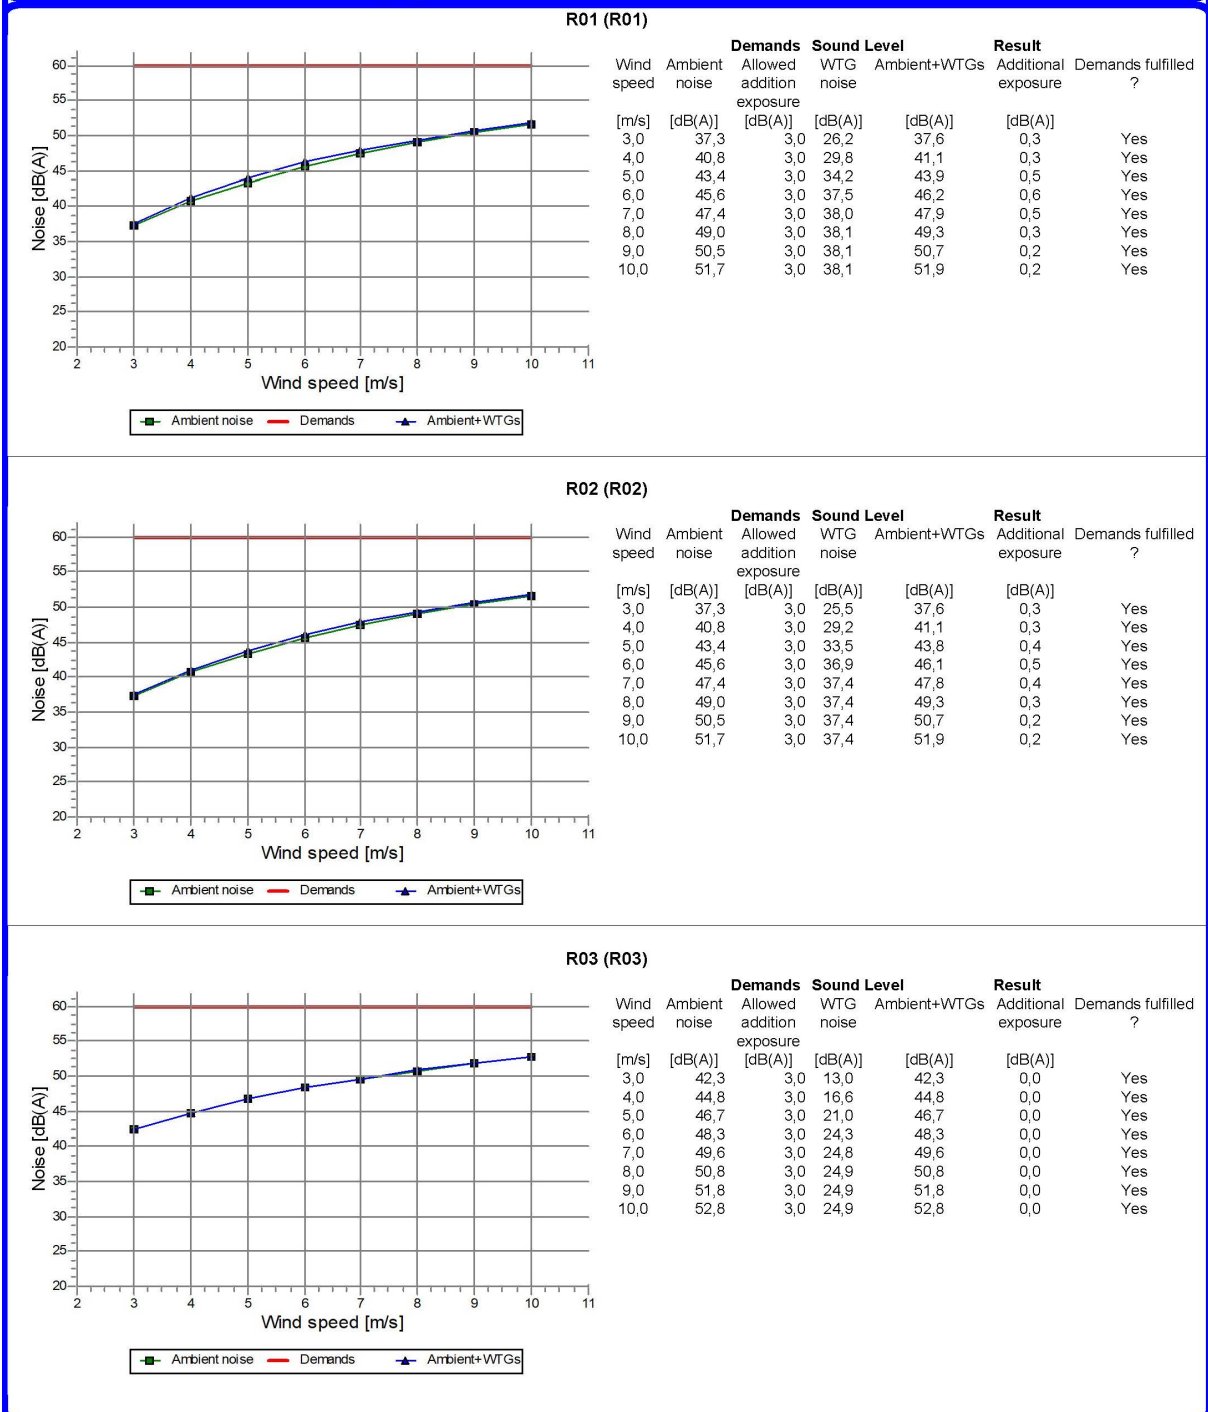 R01 (R01)
60
55
50
45
40
35
30
25
20
2 3 4 5 6 7 8 9 10 11
Noise [dB(A)]
Wind speed [m/s]
Ambient noise Demands Ambient+WTGs
Demands Sound Level Result
Wind Ambient Allowed WTG Ambient+WTGs Additional Demands fulfilled
speed noise addition noise exposure ?
exposure
[m/s] [dB(A)] [dB(A)] [dB(A)] [dB(A)] [dB(A)]
3,0 37,3 3,0 26,2 37,6 0,3 Yes
4,0 40,8 3,0 29,8 41,1 0,3 Yes
5,0 43,4 3,0 34,2 43,9 0,5 Yes
6,0 45,6 3,0 37,5 46,2 0,6 Yes
7,0 47,4 3,0 38,0 47,9 0,5 Yes
8,0 49,0 3,0 38,1 49,3 0,3 Yes
9,0 50,5 3,0 38,1 50,7 0,2 Yes
10,0 51,7 3,0 38,1 51,9 0,2 Yes
R02 (R02)
60
55
50
45
40
35
30
25
20
2 3 4 5 6 7 8 9 10 11
Noise [dB(A)]
Wind speed [m/s]
Ambient noise Demands Ambient+WTGs
Demands Sound Level Result
Wind Ambient Allowed WTG Ambient+WTGs Additional Demands fulfilled
speed noise addition noise exposure ?
exposure
[m/s] [dB(A)] [dB(A)] [dB(A)] [dB(A)] [dB(A)]
3,0 37,3 3,0 25,5 37,6 0,3 Yes
4,0 40,8 3,0 29,2 41,1 0,3 Yes
5,0 43,4 3,0 33,5 43,8 0,4 Yes
6,0 45,6 3,0 36,9 46,1 0,5 Yes
7,0 47,4 3,0 37,4 47,8 0,4 Yes
8,0 49,0 3,0 37,4 49,3 0,3 Yes
9,0 50,5 3,0 37,4 50,7 0,2 Yes
10,0 51,7 3,0 37,4 51,9 0,2 Yes
R03 (R03)
60
55
50
45
40
35
30
25
20
2 3 4 5 6 7 8 9 10 11
Noise [dB(A)]
Wind speed [m/s]
Ambient noise Demands Ambient+WTGs
Demands Sound Level Result
Wind Ambient Allowed WTG Ambient+WTGs Additional Demands fulfilled
speed noise addition noise exposure ?
exposure
[m/s] [dB(A)] [dB(A)] [dB(A)] [dB(A)] [dB(A)]
3,0 42,3 3,0 13,0 42,3 0,0 Yes
4,0 44,8 3,0 16,6 44,8 0,0 Yes
5,0 46,7 3,0 21,0 46,7 0,0 Yes
6,0 48,3 3,0 24,3 48,3 0,0 Yes
7,0 49,6 3,0 24,8 49,6 0,0 Yes
8,0 50,8 3,0 24,9 50,8 0,0 Yes
9,0 51,8 3,0 24,9 51,8 0,0 Yes
10,0 52,8 3,0 24,9 52,8 0,0 Yes